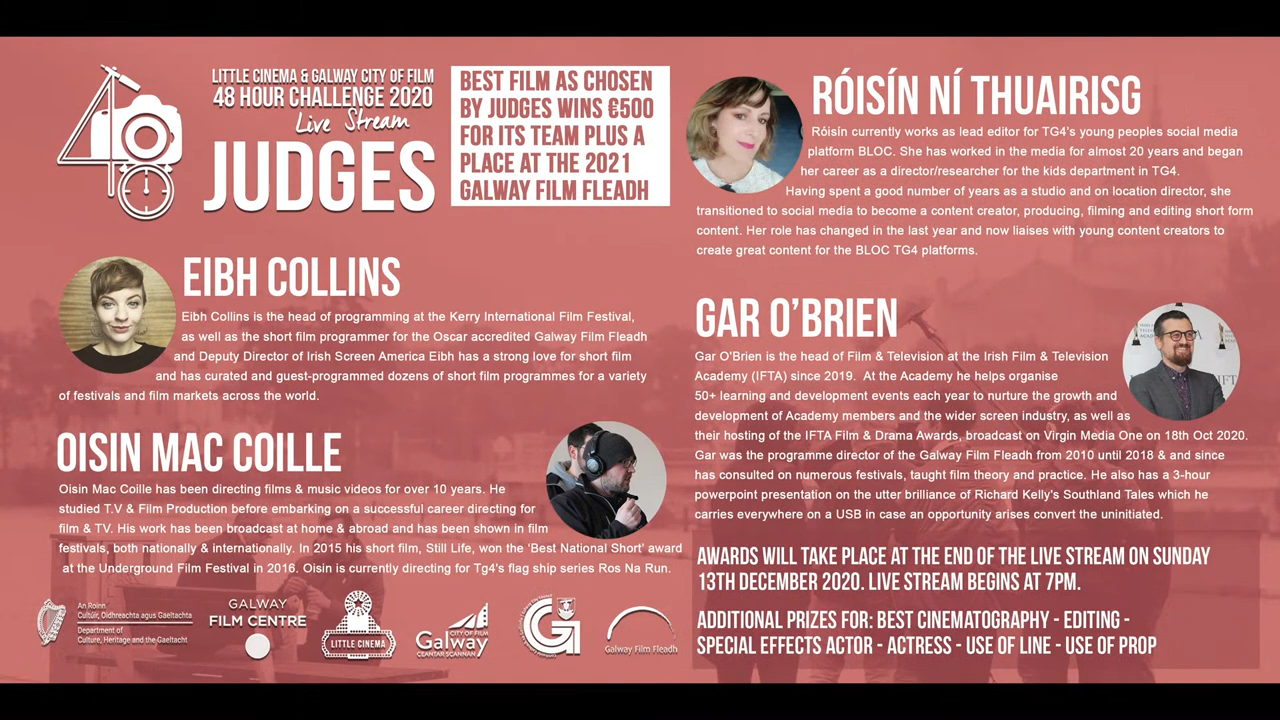 LITTLE CINEMA & GALWAY CITY OF FILM
48 HOUR CHALLENGE 2020
Live Stream
JUDGES
BEST FILM AS CHOSEN
BY JUDGES WINS €500
FOR ITS TEAM PLUS A
PLACE AT THE 2021
GALWAY FILM FLEADH
EIBH COLLINS
Eibh Collins is the head of programming at the Kerry International Film Festival,
as well as the short film programmer for the Oscar accredited Galway Film Fleadh
and Deputy Director of Irish Screen America Eibh has a strong love for short film
and has curated and guest-programmed dozens of short film programmes for a variety
of festivals and film markets across the world.
OISIN MAC COILLE
Oisin Mac Coille has been directing films & music videos for over 10 years. He
studied T.V & Film Production before embarking on a successful career directing for
film & TV. His work has been broadcast at home & abroad and has been shown in film
festivals, both nationally & internationally. In 2015 his short film, Still Life, won the 'Best National Short' award
at the Underground Film Festival in 2016. Oisin is currently directing for Tg4's flag ship series Ros Na Run.
RÓISÍN NÍ THUAIRISG
Róisín currently works as lead editor for TG4's young peoples social media
platform BLOC. She has worked in the media for almost 20 years and began
her career as a director/researcher for the kids department in TG4.
Having spent a good number of years as a studio and on location director, she
transitioned to social media to become a content creator, producing, filming and editing short form
content. Her role has changed in the last year and now liaises with young content creators to
create great content for the BLOC TG4 platforms.
GAR O'BRIEN
Gar O'Brien is the head of Film & Television at the Irish Film & Television
Academy (IFTA) since 2019. At the Academy he helps organise
50+ learning and development events each year to nurture the growth and
development of Academy members and the wider screen industry, as well as
their hosting of the IFTA Film & Drama Awards, broadcast on Virgin Media One on 18th Oct 2020.
Gar was the programme director of the Galway Film Fleadh from 2010 until 2018 & and since
has consulted on numerous festivals, taught film theory and practice. He also has a 3-hour
powerpoint presentation on the utter brilliance of Richard Kelly's Southland Tales which he
carries everywhere on a USB in case an opportunity arises convert the uninitiated.
AWARDS WILL TAKE PLACE AT THE END OF THE LIVE STREAM ON SUNDAY
13TH DECEMBER 2020. LIVE STREAM BEGINS AT 7PM.
ADDITIONAL PRIZES FOR: BEST CINEMATOGRAPHY - EDITING -
SPECIAL EFFECTS ACTOR - ACTRESS - USE OF LINE - USE OF PROP
An Roinn
Cultúir, Oidhreachta agus Gaeltachta
Department of
Culture, Heritage and the Gaeltacht
GALWAY
FILM CENTRE
LITTLE CINEMA
CITY OF FILM
Galway
CEANTAR SCANNÁN
Galway Film Fleadh